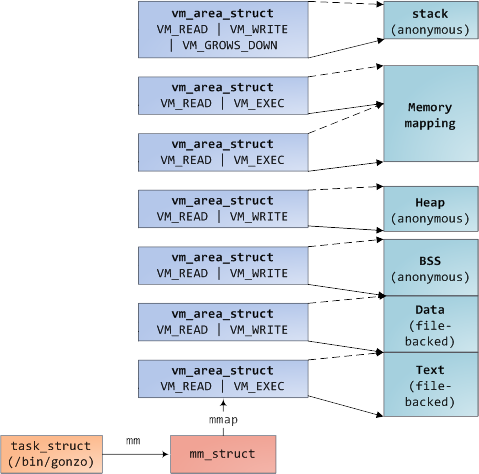 vm_area_struct
VM_READ | VM_WRITE
| VM_GROWS_DOWN
stack
(anonymous)
vm_area_struct
VM_READ | VM_EXEC
Memory
mapping
vm_area_struct
VM_READ | VM_EXEC
vm_area_struct
VM_READ | VM_WRITE
Heap
(anonymous)
vm_area_struct
VM_READ | VM_WRITE
BSS
(anonymous)
vm_area_struct
VM_READ | VM_WRITE
Data
(file-
backed)
vm_area_struct
VM_READ | VM_EXEC
Text
(file-
backed)
mmap
task_struct
(/bin/gonzo)
mm
mm_struct